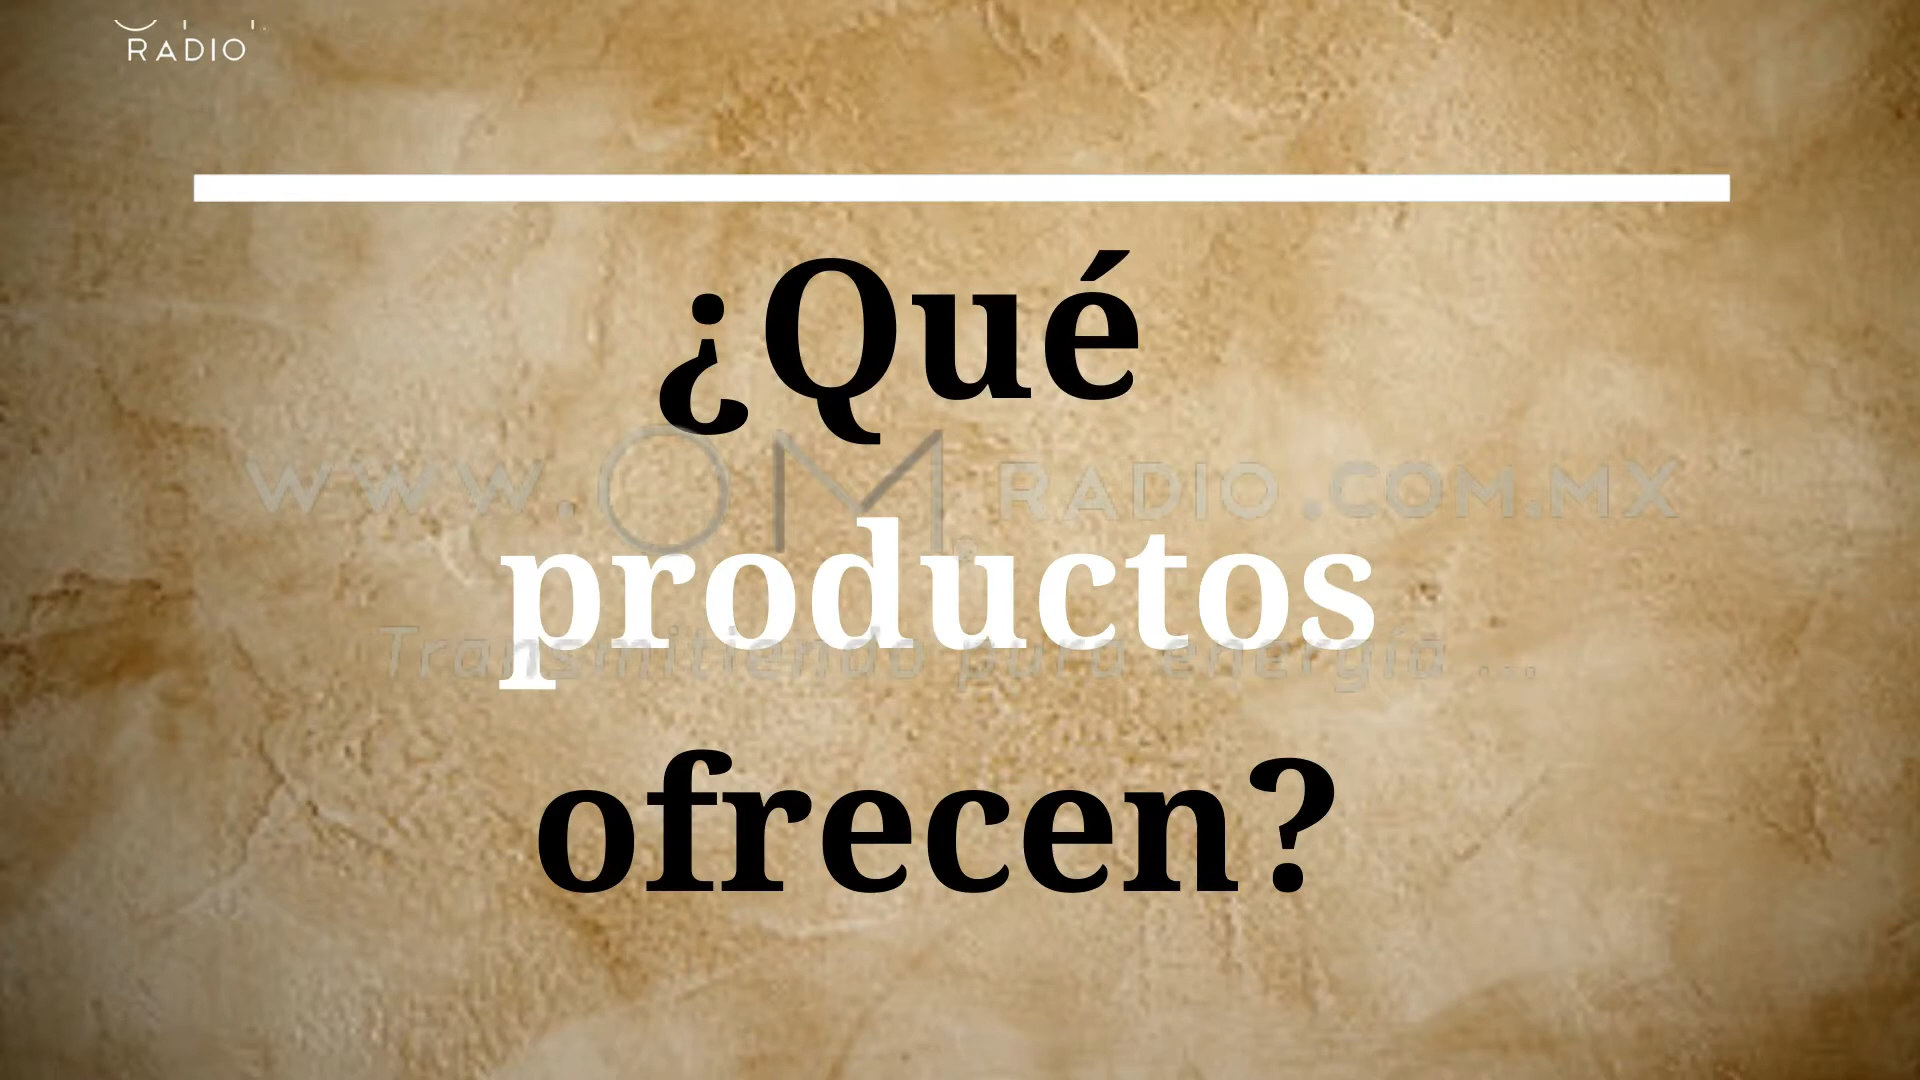 RADIO
¿Qué
www.OM RADIO.COM.MX
productos
Transmitiendo pura energía ...
ofrecen?